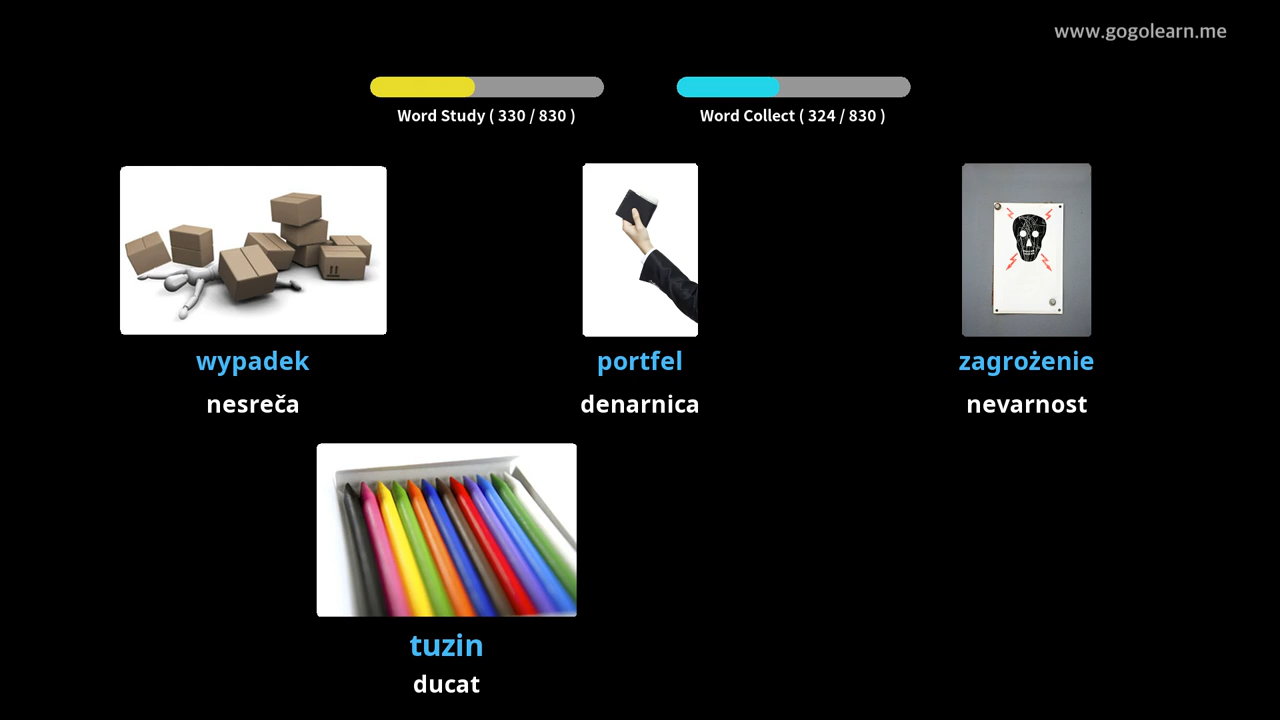 www.gogolearn.me
Word Study ( 330 / 830 )
Word Collect ( 324 / 830 )
wypadek
nesreča
portfel
denarnica
zagrożenie
nevarnost
tuzin
ducat